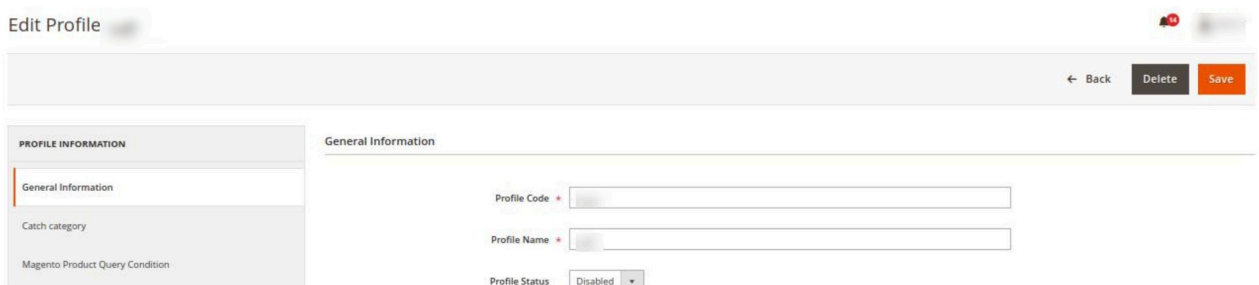 Edit Profile
14
← Back Delete Save
PROFILE INFORMATION
General Information
Catch category
Magento Product Query Condition
General Information
Profile Code *
Profile Name *
Profile Status Disabled